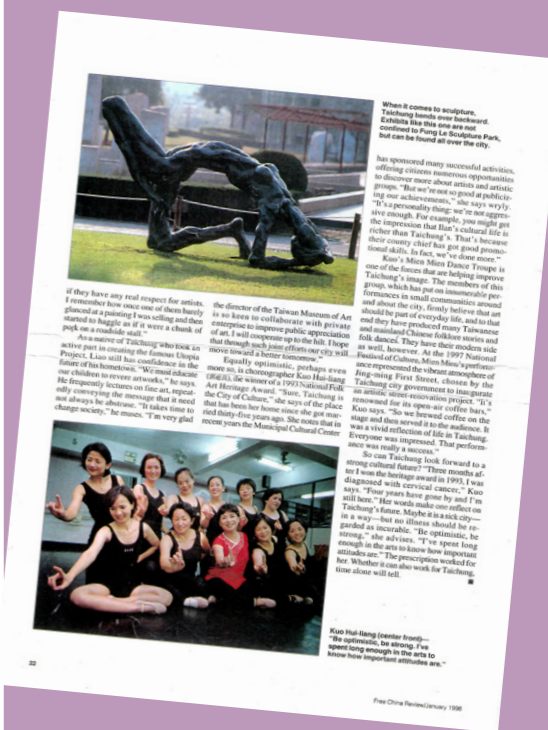 When it comes to sculpture,
Taichung bends over backward.
Exhibits like this one are not
confined to Fung Le Sculpture Park,
but can be found all over the city.
if they have any real respect for artists.
I remember how once one of them barely
glanced at a painting I was selling and then
started to haggle as if it were a chunk of
pork on a roadside stall."
As a native of Taichung who took an
active part in creating the famous Utopia
Project, Liao still has confidence in the
future of his hometown. "We must educate
our children to revere artworks," he says.
He frequently lectures on fine art, repeat-
edly conveying the message that it need
not always be abstruse. "It takes time to
change society," he muses. "I'm very glad
the director of the Taiwan Museum of Art
is so keen to collaborate with private
enterprise to improve public appreciation
of art. I will cooperate up to the hilt. I hope
that through such joint efforts our city will
move toward a better tomorrow."
Equally optimistic, perhaps even
more so, is choreographer Kuo Hui-liang
the winner of a 1993 National Folk
Art Heritage Award. "Sure, Taichung is
the City of Culture," she says of the place
that has been her home since she got mar-
ried thirty-five years ago. She notes that in
recent years the Municipal Cultural Center
has sponsored many successful activities,
offering citizens numerous opportunities
to discover more about artists and artistic
groups. "But we're not so good at publiciz-
ing our achievements," she says wryly.
"It's a personality thing: we're not aggres-
sive enough. For example, you might get
the impression that Ilan's cultural life is
richer than Taichung's. That's because
their county chief has got good promo-
tional skills. In fact, we've done more."
Kuo's Mien Mien Dance Troupe is
one of the forces that are helping improve
Taichung's image. The members of this
group, which has put on innumerable per-
formances in small communities around
and about the city, firmly believe that art
should be part of everyday life, and to that
end they have produced many Taiwanese
and mainland Chinese folklore stories and
folk dances. They have their modern side
as well, however. At the 1997 National
Festival of Culture, Mien Mien's perform-
ance represented the vibrant atmosphere of
Jing-ming First Street, chosen by the
Taichung city government to inaugurate
an artistic street-renovation project. "It's
renowned for its open-air coffee bars,"
Kuo says. "So we brewed coffee on the
stage and then served it to the audience. It
was a vivid reflection of life in Taichung.
Everyone was impressed. That perform-
ance was really a success."
So can Taichung look forward to a
strong cultural future? "Three months af-
ter I won the heritage award in 1993, I was
diagnosed with cervical cancer," Kuo
says. "Four years have gone by and I'm
still here." Her words make one reflect on
Taichung's future. Maybe it is a sick city—
in a way—but no illness should be re-
garded as incurable. "Be optimistic, be
strong," she advises. "I've spent long
enough in the arts to know how important
attitudes are." The prescription worked for
her. Whether it can also work for Taichung,
time alone will tell.
Kuo Hui-liang (center front)—
"Be optimistic, be strong. I've
spent long enough in the arts to
know how important attitudes are."
22
Free China Review/January 1998